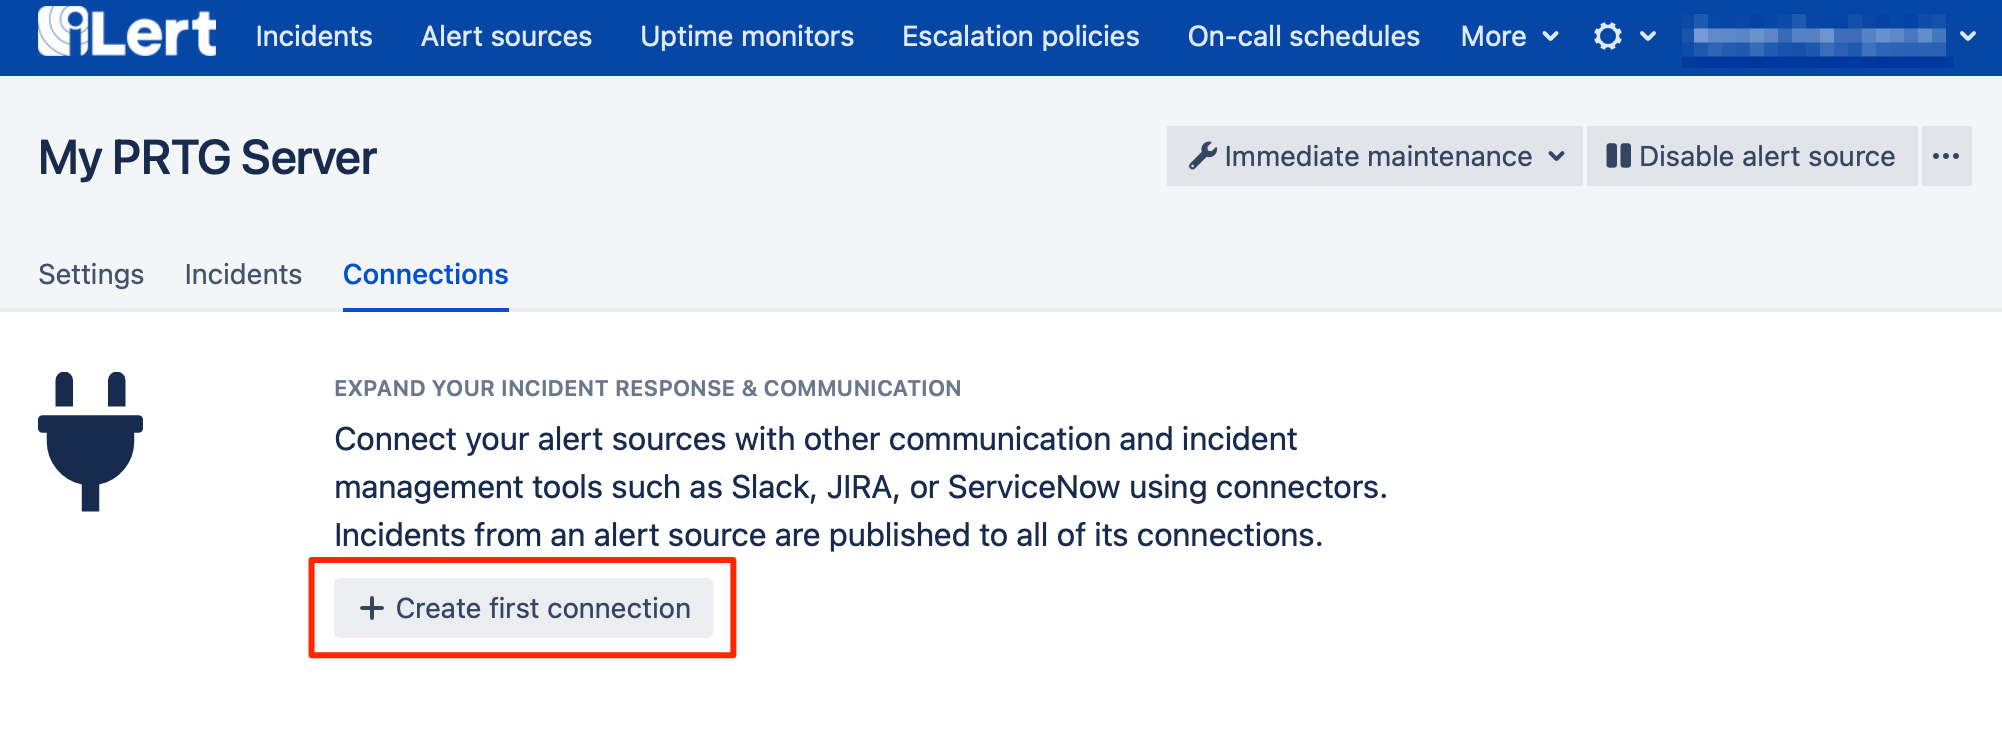 iLert
Incidents Alert sources Uptime monitors Escalation policies On-call schedules More
My PRTG Server
Immediate maintenance Disable alert source
Settings Incidents Connections
EXPAND YOUR INCIDENT RESPONSE & COMMUNICATION
Connect your alert sources with other communication and incident
management tools such as Slack, JIRA, or ServiceNow using connectors.
Incidents from an alert source are published to all of its connections.
+ Create first connection